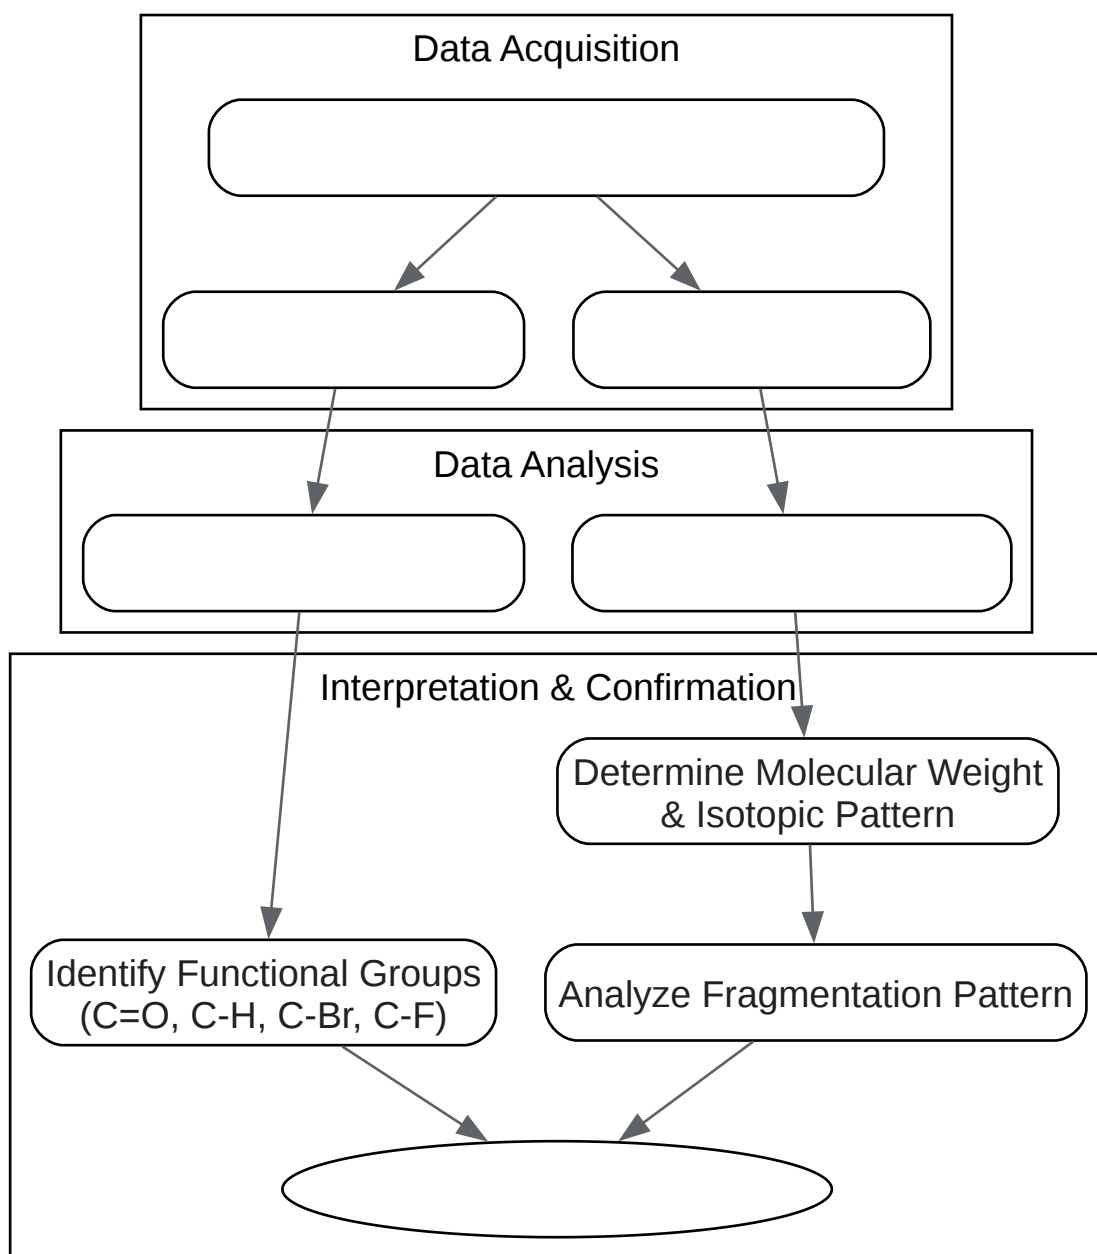 Data Acquisition
Data Analysis
Interpretation & Confirmation
Determine Molecular Weight
& Isotopic Pattern
Identify Functional Groups
(C=O, C-H, C-Br, C-F)
Analyze Fragmentation Pattern